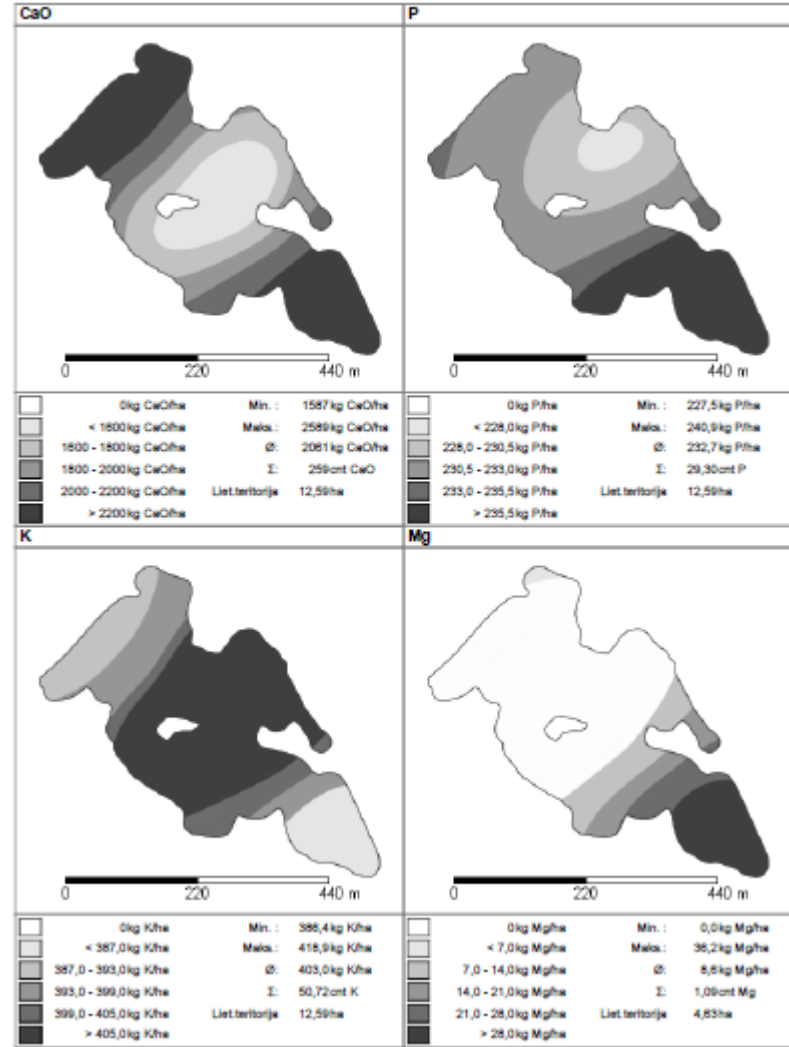 CaO
0 220 440 m
0kg CaO/ha Min. : 1587kg CaO/ha
< 1600kg CaO/ha Maks.: 2589kg CaO/ha
1600 - 1800kg CaO/ha Ø: 2061kg CaO/ha
1800 - 2000kg CaO/ha Σ: 259cnt CaO
2000 - 2200kg CaO/ha Liet.teritorija 12,59ha
> 2200kg CaO/ha
P
0 220 440 m
0kg P/ha Min. : 227,5kg P/ha
< 228,0kg P/ha Maks.: 240,9kg P/ha
228,0 - 230,5kg P/ha Ø: 232,7kg P/ha
230,5 - 233,0kg P/ha Σ: 29,30cnt P
233,0 - 235,5kg P/ha Liet.teritorija 12,59ha
> 235,5kg P/ha
K
0 220 440 m
0kg K/ha Min. : 386,4kg K/ha
< 387,0kg K/ha Maks.: 418,9kg K/ha
387,0 - 393,0kg K/ha Ø: 403,0kg K/ha
393,0 - 399,0kg K/ha Σ: 50,72cnt K
399,0 - 405,0kg K/ha Liet.teritorija 12,59ha
> 405,0kg K/ha
Mg
0 220 440 m
0kg Mg/ha Min. : 0,0kg Mg/ha
< 7,0kg Mg/ha Maks.: 36,2kg Mg/ha
7,0 - 14,0kg Mg/ha Ø: 8,6kg Mg/ha
14,0 - 21,0kg Mg/ha Σ: 1,09cnt Mg
21,0 - 28,0kg Mg/ha Liet.teritorija 4,63ha
> 28,0kg Mg/ha